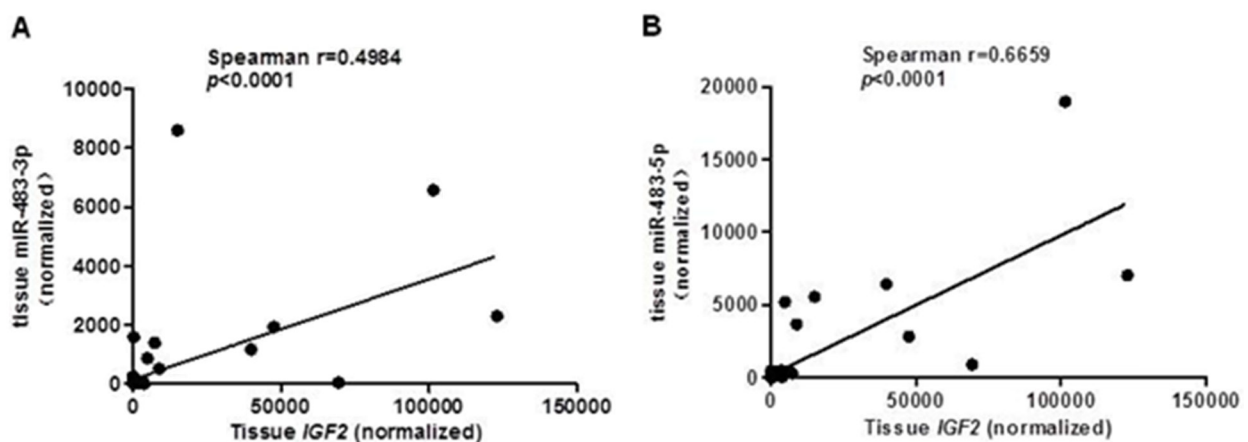 A
Spearman r=0.4984
p<0.0001
10000
8000
6000
4000
2000
0
tissue miR-483-3p
(normalized)
0
50000
100000
150000
Tissue IGF2 (normalized)
B
Spearman r=0.6659
p<0.0001
20000
15000
10000
5000
0
tissue miR-483-5p
(normalized)
0
50000
100000
150000
Tissue IGF2 (normalized)